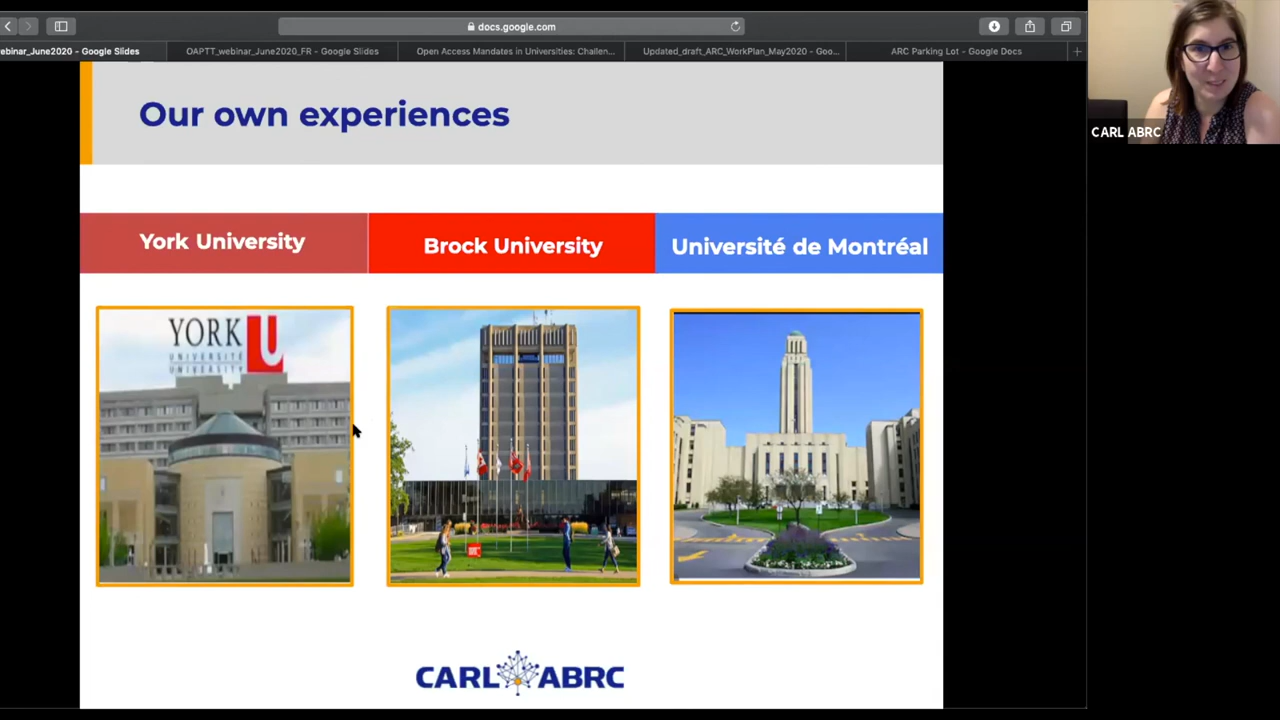 docs.google.com
ebinar_June2020 - Google Slides
OAPTT_webinar_June2020_FR - Google Slides
Open Access Mandates in Universities: Challen...
Updated_draft_ARC_WorkPlan_May2020 - Goo...
ARC Parking Lot - Google Docs
CARL ABRC
Our own experiences
York University
Brock University
Université de Montréal
YORK U
UNIVERSITÉ
UNIVERSITY
CARL ABRC